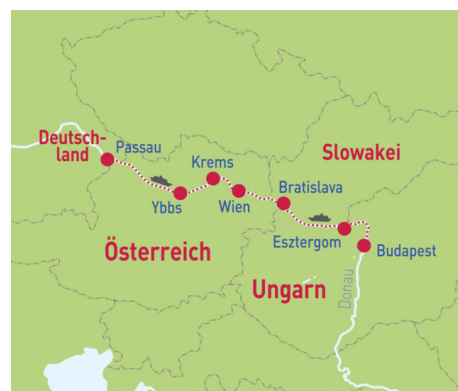 Deutsch-
land
Passau
Krems
Slowakei
Ybbs
Wien
Bratislava
Österreich
Esztergom
Budapest
Ungarn
Donau